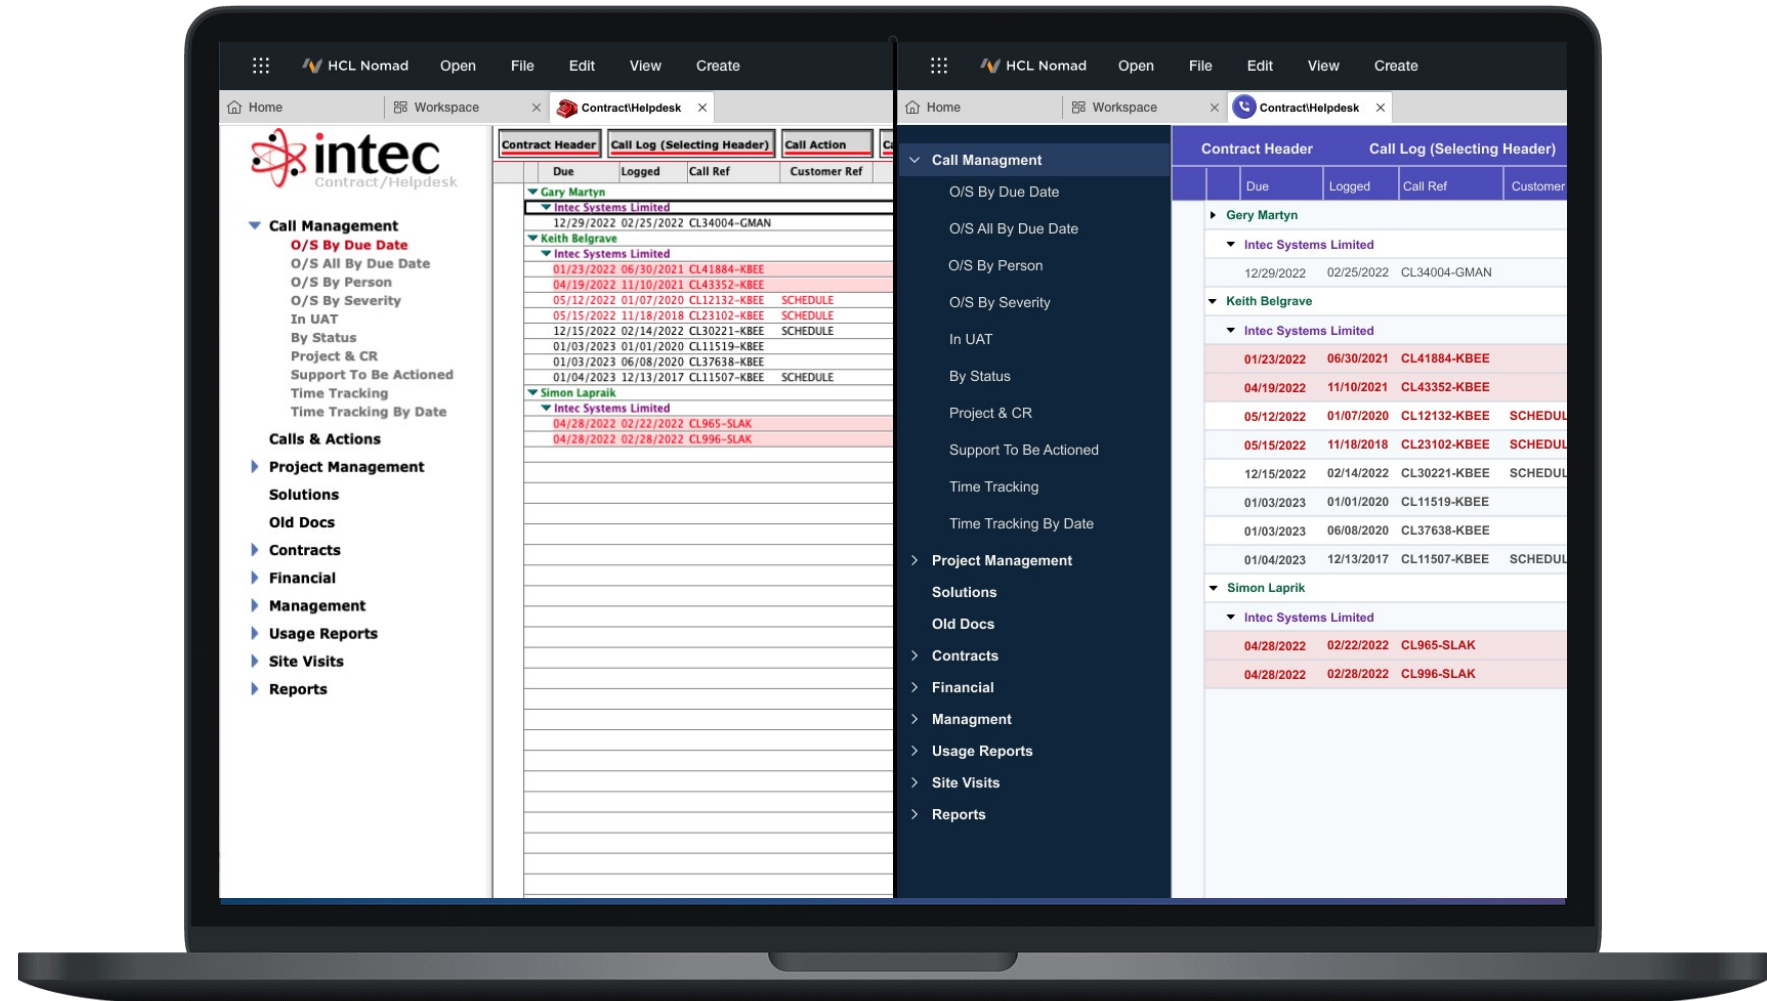 HCL Nomad Open File Edit View Create
Home Workspace Contract\Helpdesk
intec
Contract/Helpdesk
Call Management
O/S By Due Date
O/S All By Due Date
O/S By Person
O/S By Severity
In UAT
By Status
Project & CR
Support To Be Actioned
Time Tracking
Time Tracking By Date
Calls & Actions
Project Management
Solutions
Old Docs
Contracts
Financial
Management
Usage Reports
Site Visits
Reports
Contract Header Call Log (Selecting Header) Call Action
Due Logged Call Ref Customer Ref
Gary Martyn
Intec Systems Limited
12/29/2022 02/25/2022 CL34004-GMAN
Keith Belgrave
Intec Systems Limited
01/23/2022 06/30/2021 CL41884-KBEE
04/19/2022 11/10/2021 CL43352-KBEE
05/12/2022 01/07/2020 CL12132-KBEE SCHEDULE
05/15/2022 11/18/2018 CL23102-KBEE SCHEDULE
12/15/2022 02/14/2022 CL30221-KBEE SCHEDULE
01/03/2023 01/01/2020 CL11519-KBEE
01/03/2023 06/08/2020 CL37638-KBEE
01/04/2023 12/13/2017 CL11507-KBEE SCHEDULE
Simon Lapraik
Intec Systems Limited
04/28/2022 02/22/2022 CL965-SLAK
04/28/2022 02/28/2022 CL996-SLAK
HCL Nomad Open File Edit View Create
Home Workspace Contract\Helpdesk
Call Managment
O/S By Due Date
O/S All By Due Date
O/S By Person
O/S By Severity
In UAT
By Status
Project & CR
Support To Be Actioned
Time Tracking
Time Tracking By Date
Project Management
Solutions
Old Docs
Contracts
Financial
Managment
Usage Reports
Site Visits
Reports
Contract Header Call Log (Selecting Header)
Due Logged Call Ref Customer
Gery Martyn
Intec Systems Limited
12/29/2022 02/25/2022 CL34004-GMAN
Keith Belgrave
Intec Systems Limited
01/23/2022 06/30/2021 CL41884-KBEE
04/19/2022 11/10/2021 CL43352-KBEE
05/12/2022 01/07/2020 CL12132-KBEE SCHEDUL
05/15/2022 11/18/2018 CL23102-KBEE SCHEDUL
12/15/2022 02/14/2022 CL30221-KBEE SCHEDUL
01/03/2023 01/01/2020 CL11519-KBEE
01/03/2023 06/08/2020 CL37638-KBEE
01/04/2023 12/13/2017 CL11507-KBEE SCHEDUL
Simon Laprik
Intec Systems Limited
04/28/2022 02/22/2022 CL965-SLAK
04/28/2022 02/28/2022 CL996-SLAK